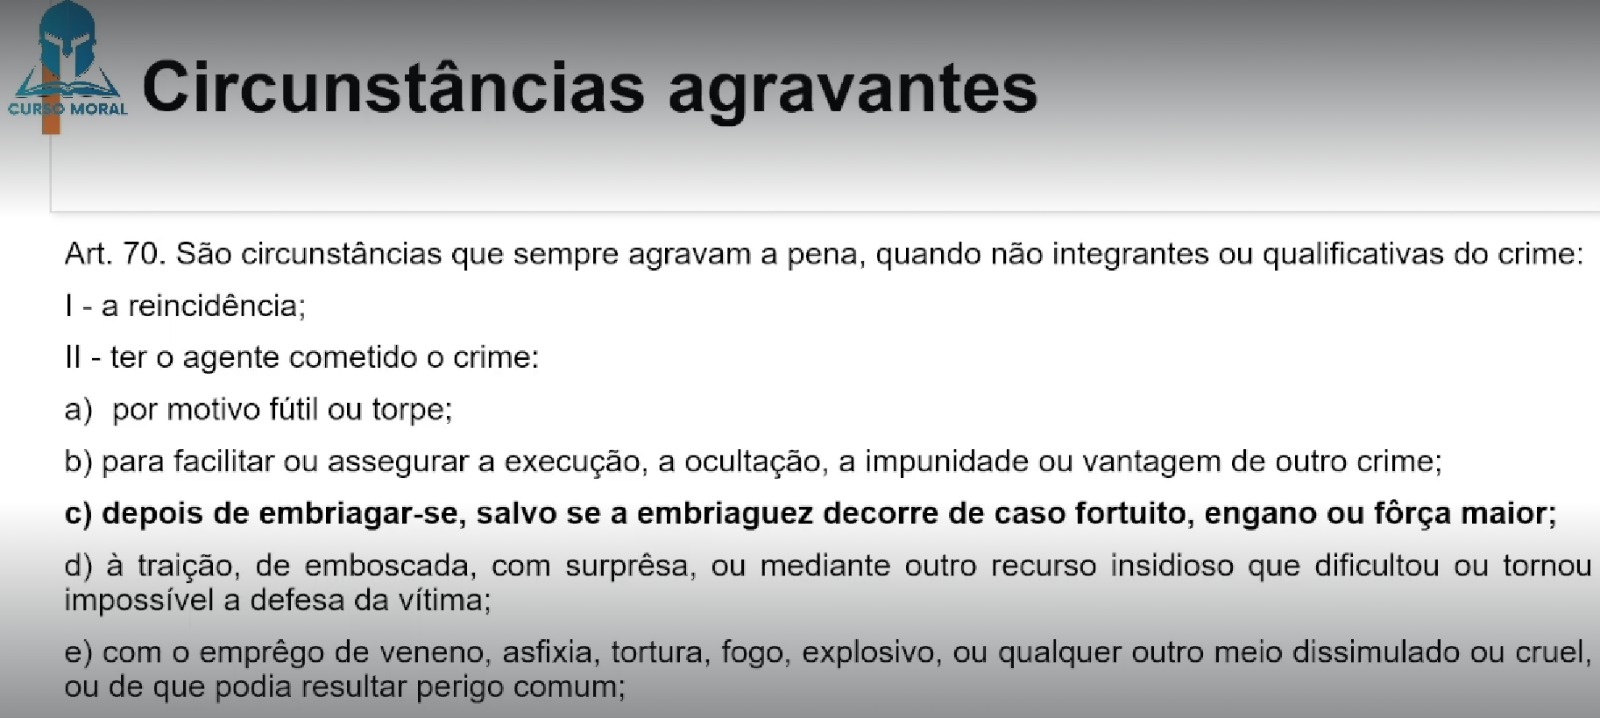 CURSO MORAL
Circunstâncias agravantes
Art. 70. São circunstâncias que sempre agravam a pena, quando não integrantes ou qualificativas do crime:
I - a reincidência;
II - ter o agente cometido o crime:
a) por motivo fútil ou torpe;
b) para facilitar ou assegurar a execução, a ocultação, a impunidade ou vantagem de outro crime;
c) depois de embriagar-se, salvo se a embriaguez decorre de caso fortuito, engano ou fôrça maior;
d) à traição, de emboscada, com surprêsa, ou mediante outro recurso insidioso que dificultou ou tornou
impossível a defesa da vítima;
e) com o emprêgo de veneno, asfixia, tortura, fogo, explosivo, ou qualquer outro meio dissimulado ou cruel,
ou de que podia resultar perigo comum;